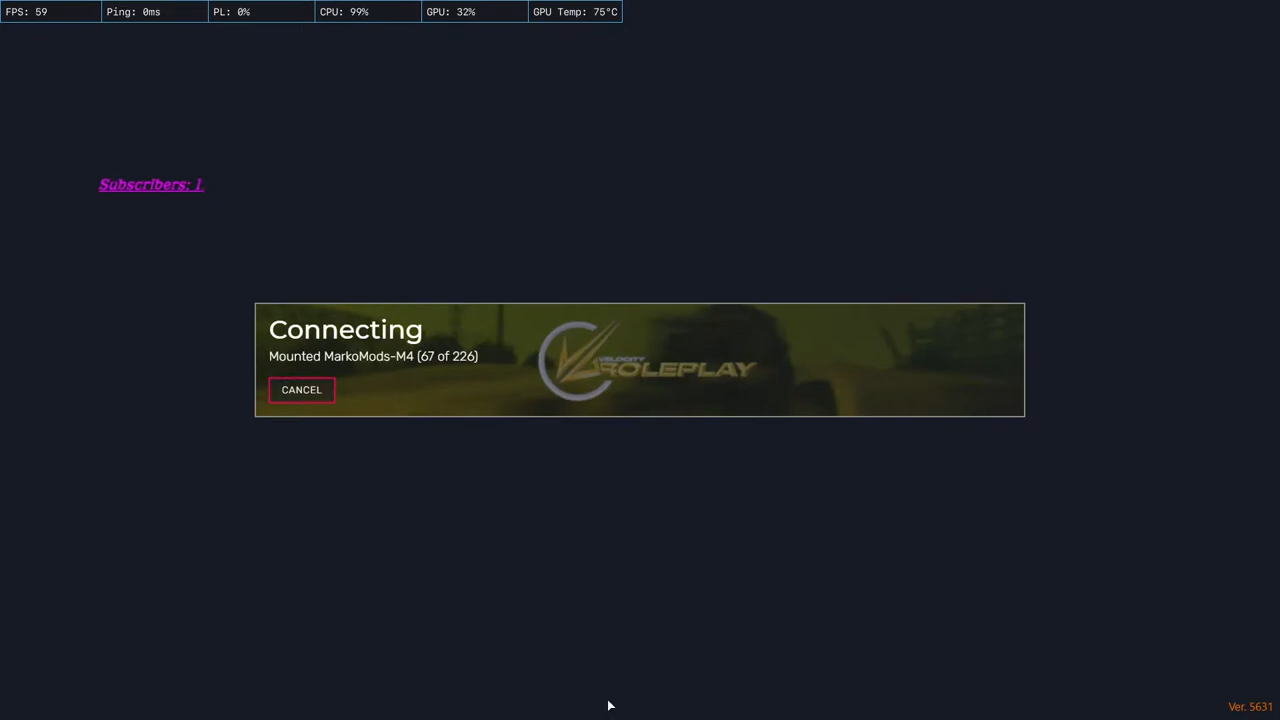 FPS: 59 Ping: 0ms PL: 0% CPU: 99% GPU: 32% GPU Temp: 75°C
Subscribers: 1
Connecting
Mounted MarkoMods-M4 (67 of 226)
CANCEL
VELOCITY
ROLEPLAY
Ver. 5631